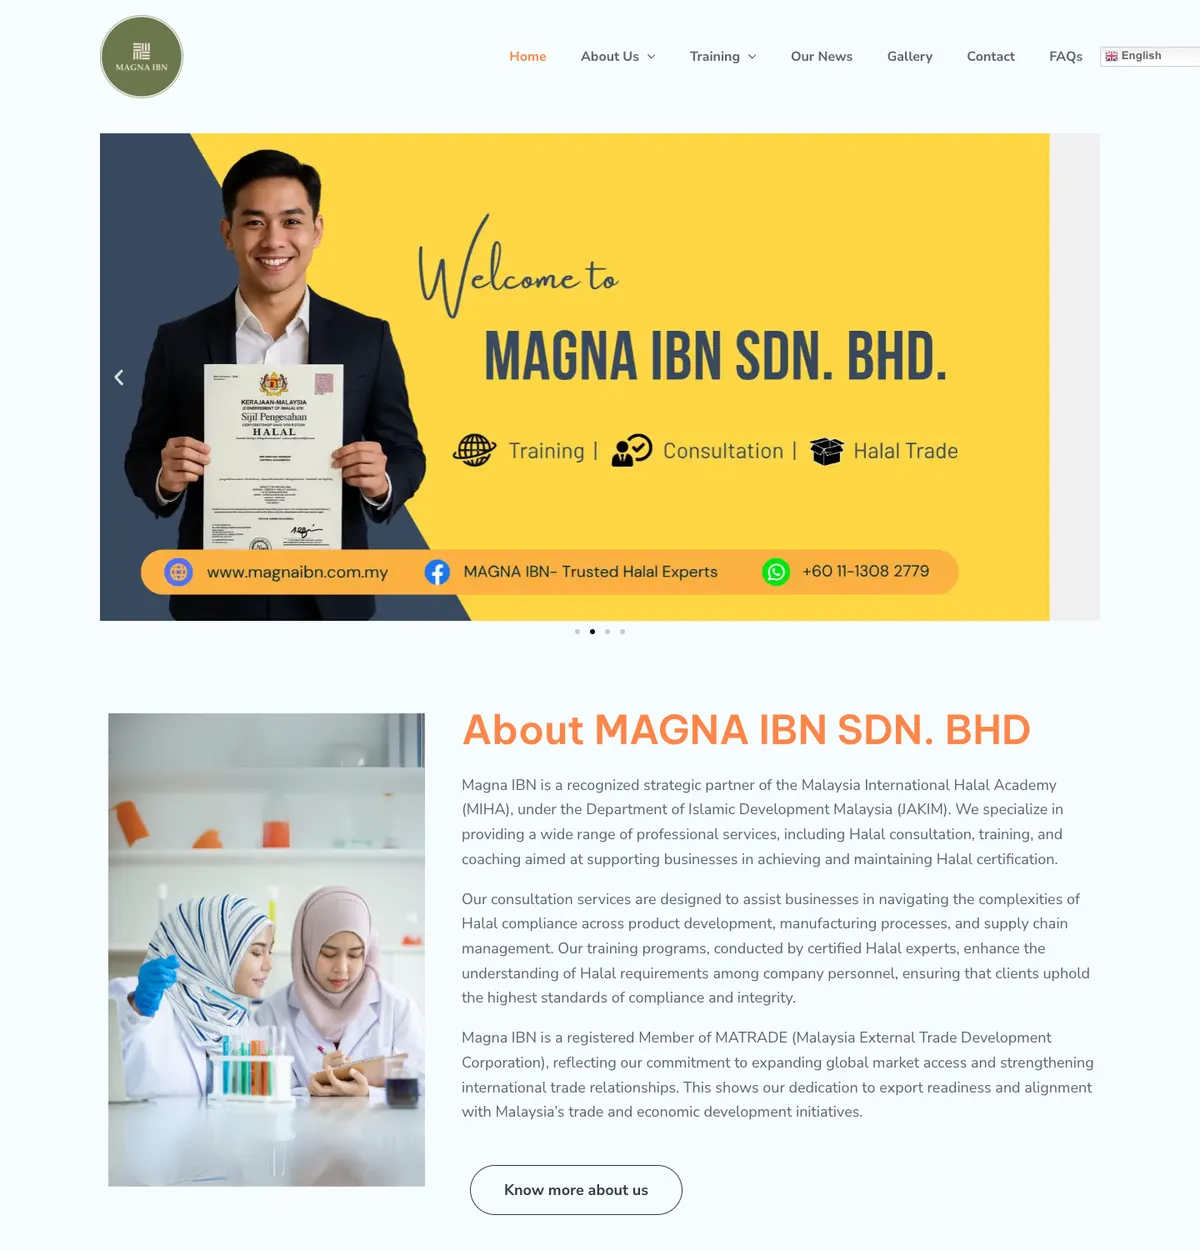 MAGNA IBN
Home
About Us
Training
Our News
Gallery
Contact
FAQs
English
Welcome to
MAGNA IBN SDN. BHD.
Training |
Consultation |
Halal Trade
KERAJAAN-MALAYSIA
Sijil Pengesahan
HALAL
www.magnaibn.com.my
MAGNA IBN- Trusted Halal Experts
+60 11-1308 2779
About MAGNA IBN SDN. BHD
Magna IBN is a recognized strategic partner of the Malaysia International Halal Academy
(MIHA), under the Department of Islamic Development Malaysia (JAKIM). We specialize in
providing a wide range of professional services, including Halal consultation, training, and
coaching aimed at supporting businesses in achieving and maintaining Halal certification.
Our consultation services are designed to assist businesses in navigating the complexities of
Halal compliance across product development, manufacturing processes, and supply chain
management. Our training programs, conducted by certified Halal experts, enhance the
understanding of Halal requirements among company personnel, ensuring that clients uphold
the highest standards of compliance and integrity.
Magna IBN is a registered Member of MATRADE (Malaysia External Trade Development
Corporation), reflecting our commitment to expanding global market access and strengthening
international trade relationships. This shows our dedication to export readiness and alignment
with Malaysia’s trade and economic development initiatives.
Know more about us